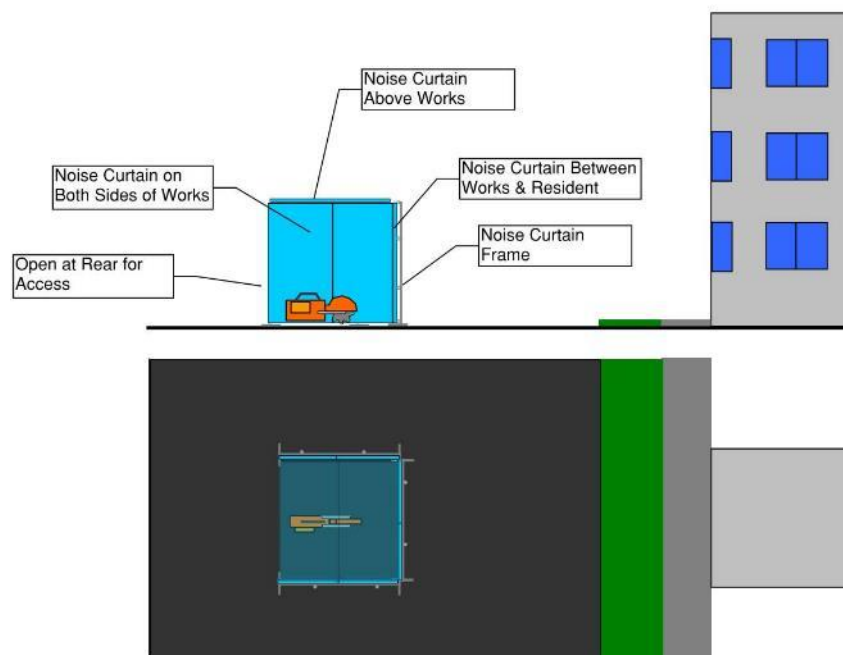 Noise Curtain
Above Works
Noise Curtain on
Both Sides of Works
Noise Curtain Between
Works & Resident
Open at Rear for
Access
Noise Curtain
Frame